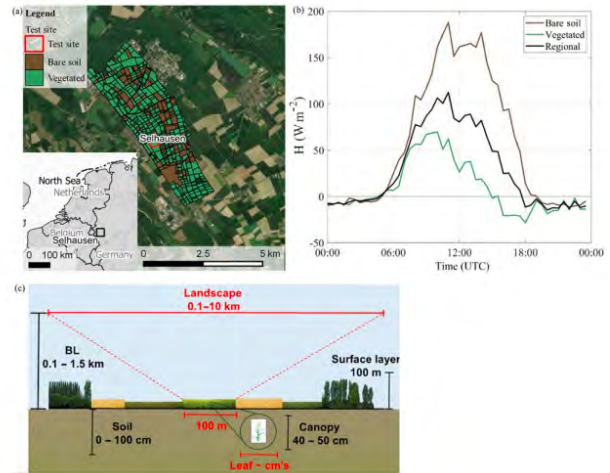 (a)
Legend
Test site
Test site
Bare soil
Vegetated
Selhausen
North Sea
Netherlands
Belgium
Selhausen
Germany
0 100 km
0 2.5 5 km
(b)
Bare soil
Vegetated
Regional
H (W m-2)
200
150
100
50
0
-50
00:00 06:00 12:00 18:00 00:00
Time (UTC)
(c)
Landscape
0.1–10 km
BL
0.1 – 1.5 km
Surface layer
100 m
100 m
Soil
0 – 100 cm
Canopy
40 – 50 cm
Leaf ~ cm's